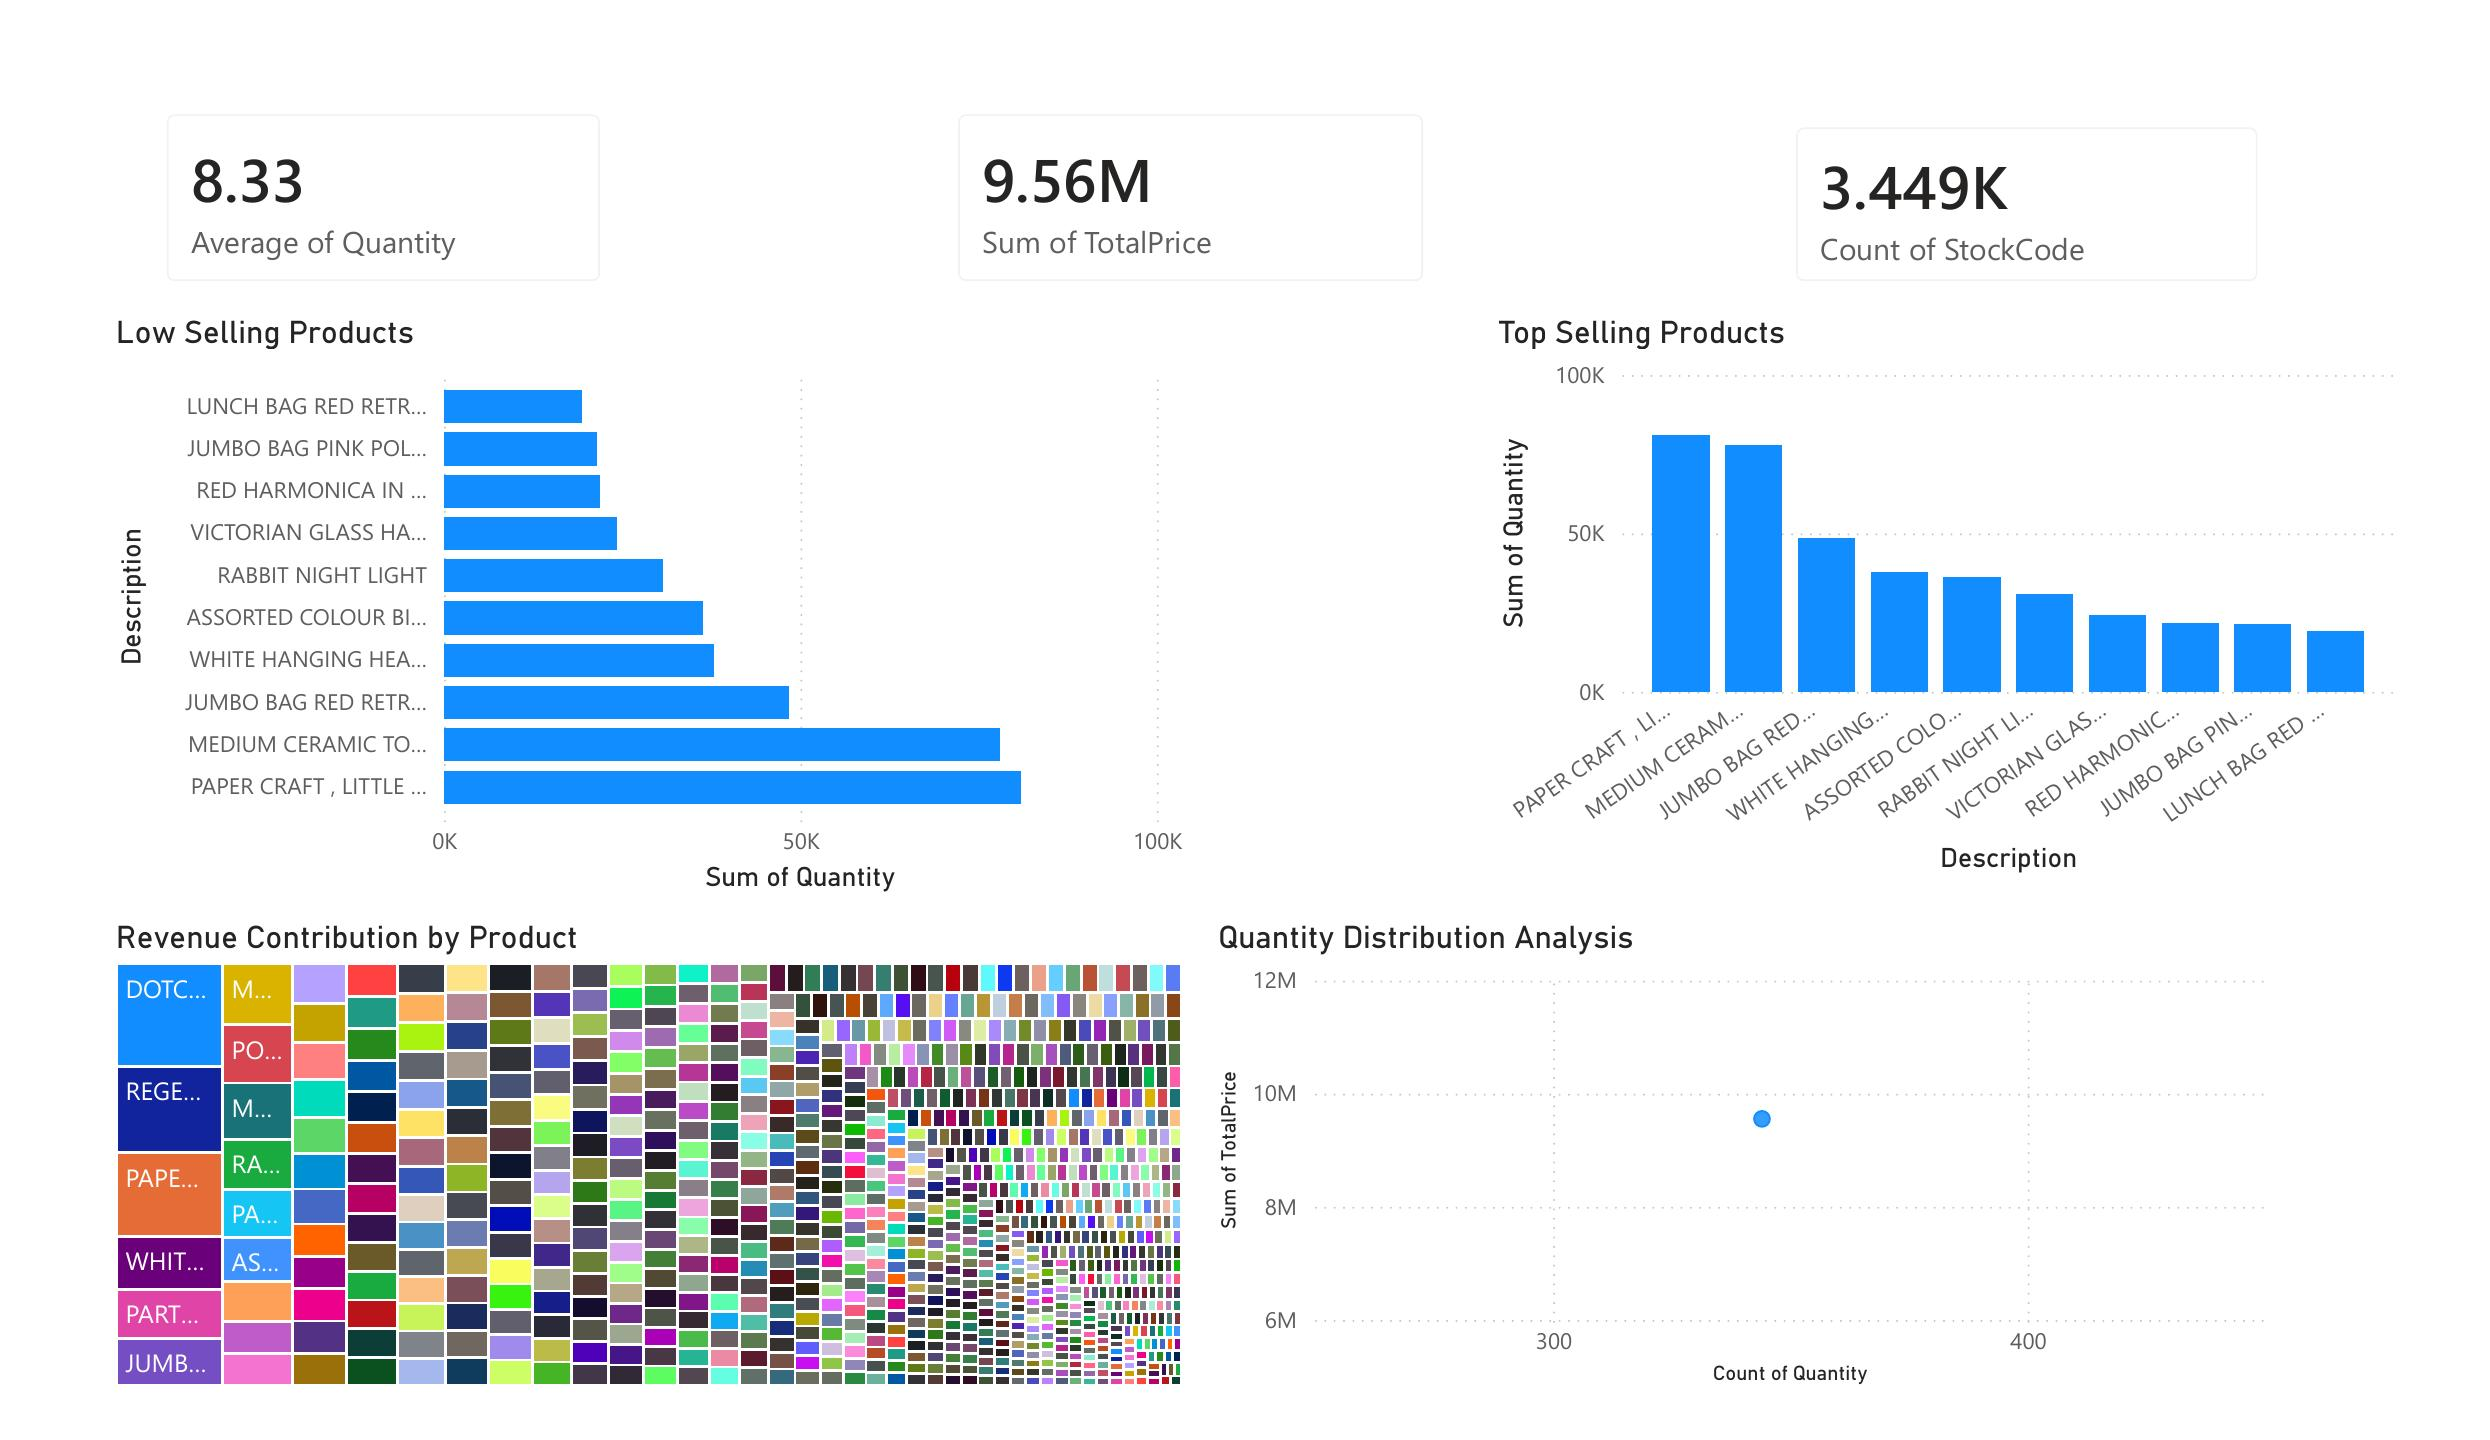 8.33
Average of Quantity
9.56M
Sum of TotalPrice
3.449K
Count of StockCode
Low Selling Products
Description
LUNCH BAG RED RETR...
JUMBO BAG PINK POL...
RED HARMONICA IN ...
VICTORIAN GLASS HA...
RABBIT NIGHT LIGHT
ASSORTED COLOUR BI...
WHITE HANGING HEA...
JUMBO BAG RED RETR...
MEDIUM CERAMIC TO...
PAPER CRAFT , LITTLE ...
0K
50K
100K
Sum of Quantity
Top Selling Products
Sum of Quantity
100K
50K
0K
PAPER CRAFT , LI...
MEDIUM CERAM...
JUMBO BAG RED...
WHITE HANGING...
ASSORTED COLO...
RABBIT NIGHT LI...
VICTORIAN GLAS...
RED HARMONIC...
JUMBO BAG PIN...
LUNCH BAG RED ...
Description
Revenue Contribution by Product
DOTC...
REGE...
PAPE...
WHIT...
PART...
JUMB...
M...
PO...
M...
RA...
PA...
AS...
Quantity Distribution Analysis
Sum of TotalPrice
12M
10M
8M
6M
300
400
Count of Quantity